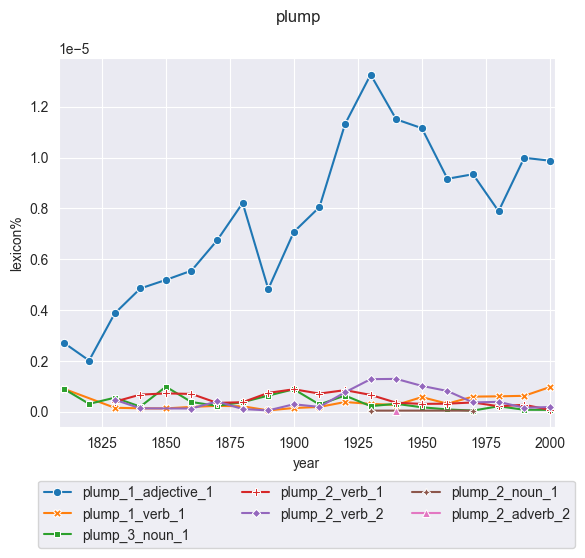 plump
1e−5
1.2
1.0
0.8
0.6
0.4
0.2
0.0
lexicon%
1825 1850 1875 1900 1925 1950 1975 2000
year
plump_1_adjective_1 plump_2_verb_1 plump_2_noun_1
plump_1_verb_1 plump_2_verb_2 plump_2_adverb_2
plump_3_noun_1